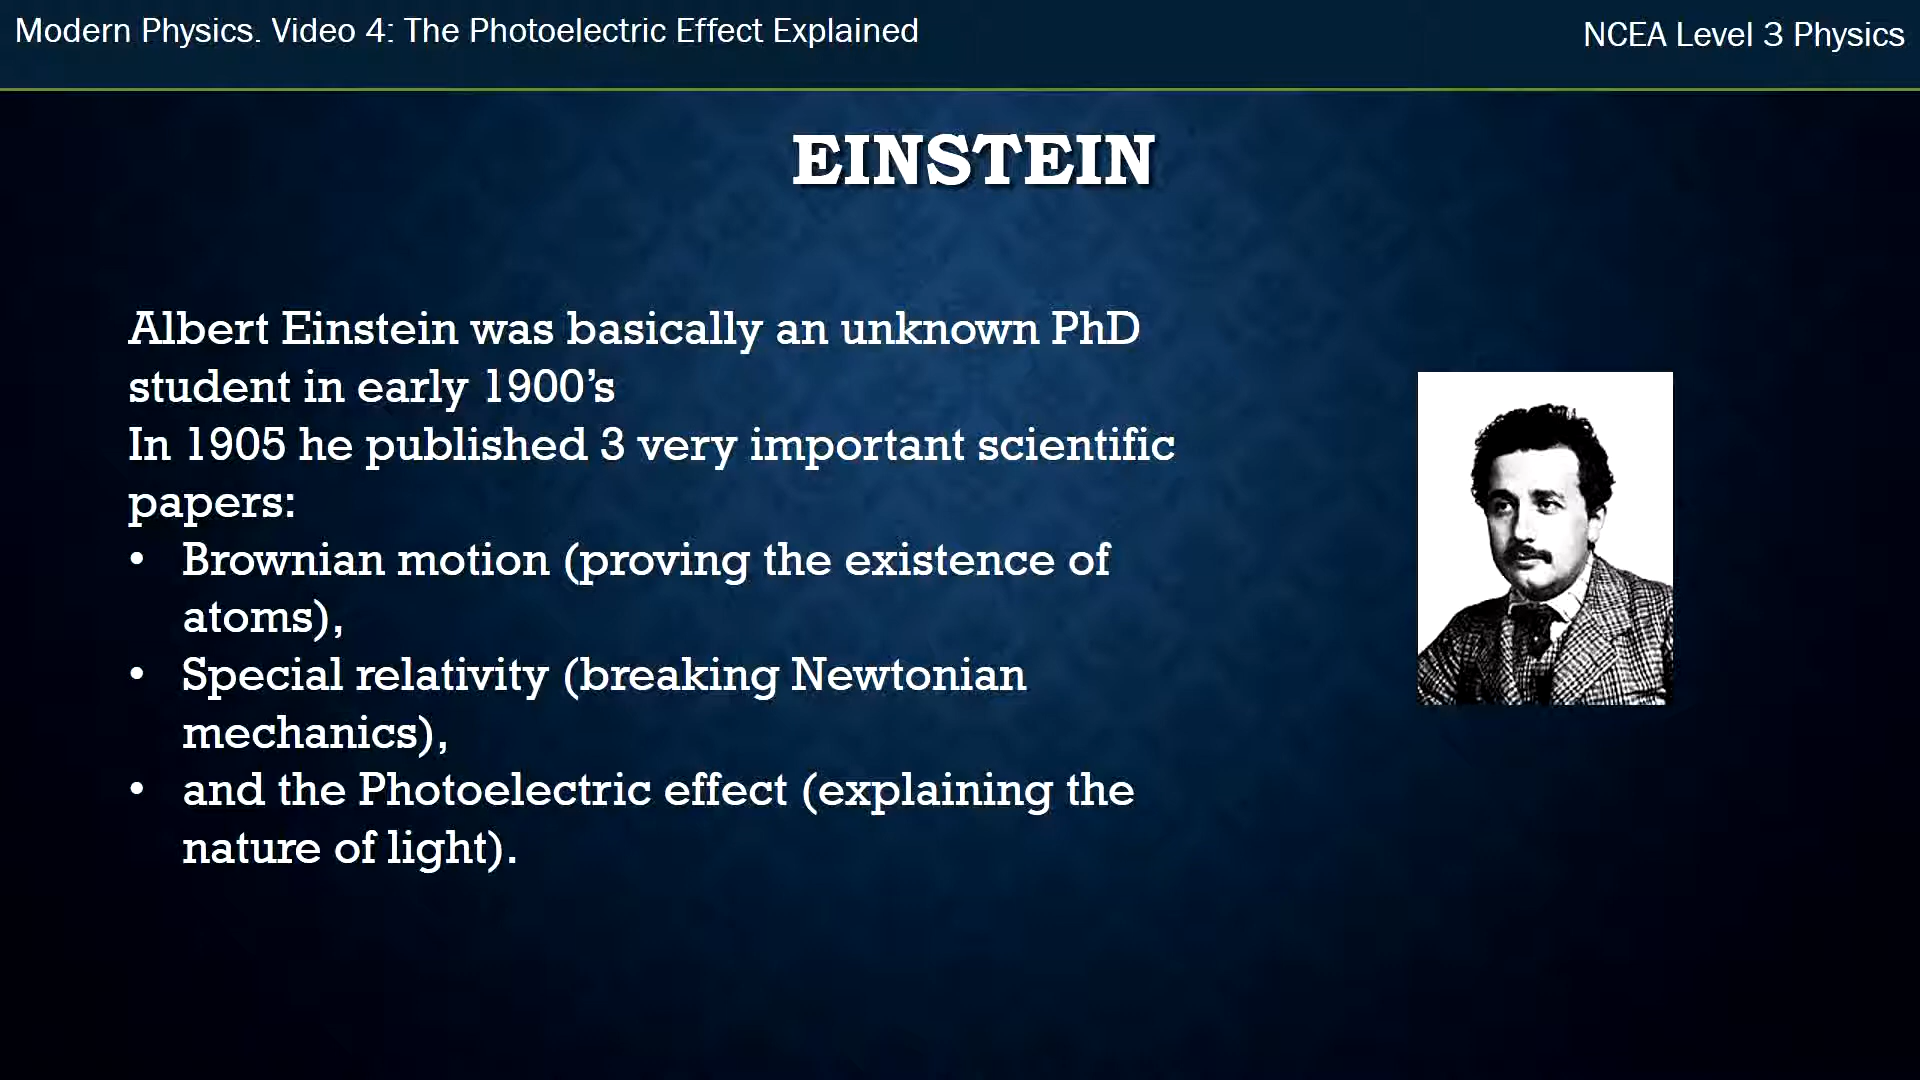 Modern Physics. Video 4: The Photoelectric Effect Explained
NCEA Level 3 Physics
EINSTEIN
Albert Einstein was basically an unknown PhD
student in early 1900’s
In 1905 he published 3 very important scientific
papers:
• Brownian motion (proving the existence of
atoms),
• Special relativity (breaking Newtonian
mechanics),
• and the Photoelectric effect (explaining the
nature of light).